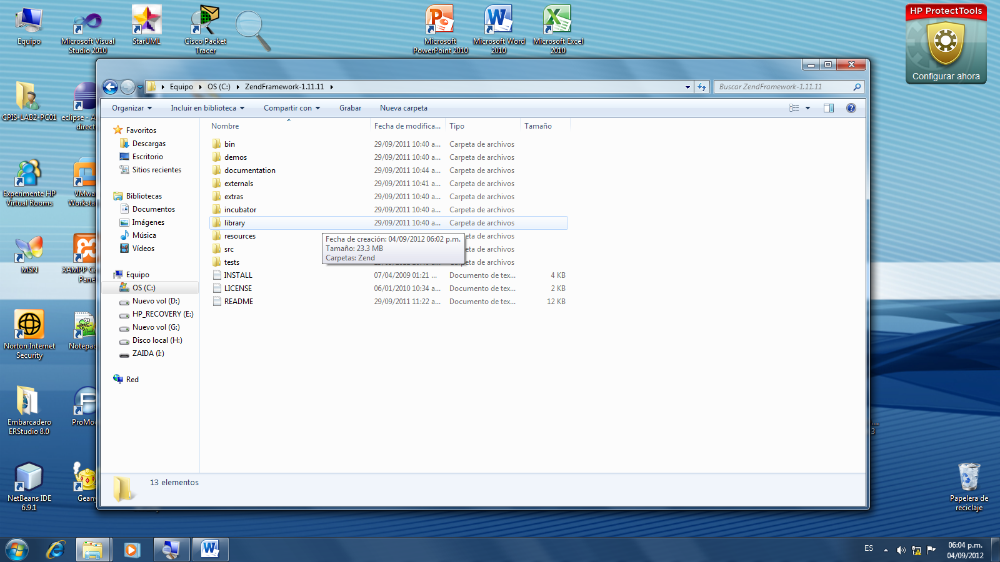 Equipo
Microsoft Visual
Studio 2010
StarUML
Cisco Packet
Tracer
Microsoft
PowerPoint 2010
Microsoft Word
2010
Microsoft Excel
2010
HP ProtectTools
Configurar ahora
CPIS-LAB2-PC01
eclipse - A
direct
Experimente HP
Virtual Rooms
VMwa
Worksta
MSN
XAMPP Co
Pane
Norton Internet
Security
Notepa
Embarcadero
ERStudio 8.0
ProMo
NetBeans IDE
6.9.1
Geany
Papelera de
reciclaje
Equipo
OS (C:)
ZendFramework-1.11.11
Buscar ZendFramework-1.11.11
Organizar
Incluir en biblioteca
Compartir con
Grabar
Nueva carpeta
Favoritos
Descargas
Escritorio
Sitios recientes
Bibliotecas
Documentos
Imágenes
Música
Vídeos
Equipo
OS (C:)
Nuevo vol (D:)
HP_RECOVERY (E:)
Nuevo vol (G:)
Disco local (H:)
ZAIDA (I:)
Red
Nombre Fecha de modifica... Tipo Tamaño
bin 29/09/2011 10:40 a... Carpeta de archivos
demos 29/09/2011 10:40 a... Carpeta de archivos
documentation 29/09/2011 10:44 a... Carpeta de archivos
externals 29/09/2011 10:41 a... Carpeta de archivos
extras 29/09/2011 10:40 a... Carpeta de archivos
incubator 29/09/2011 10:40 a... Carpeta de archivos
library 29/09/2011 10:40 a... Carpeta de archivos
resources peta de archivos
src peta de archivos
tests peta de archivos
Fecha de creación: 04/09/2012 06:02 p.m.
Tamaño: 23.3 MB
Carpetas: Zend
INSTALL 07/04/2009 01:21 ... Documento de tex... 4 KB
LICENSE 06/01/2010 10:34 a... Documento de tex... 2 KB
README 29/09/2011 11:22 a... Documento de tex... 12 KB
13 elementos
ES
06:04 p.m.
04/09/2012